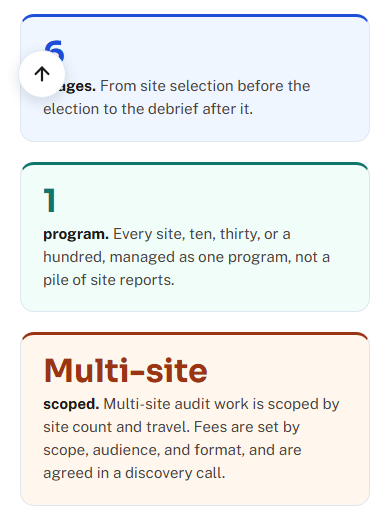 6
ages. From site selection before the
election to the debrief after it.
1
program. Every site, ten, thirty, or a
hundred, managed as one program, not a
pile of site reports.
Multi-site
scoped. Multi-site audit work is scoped by
site count and travel. Fees are set by
scope, audience, and format, and are
agreed in a discovery call.